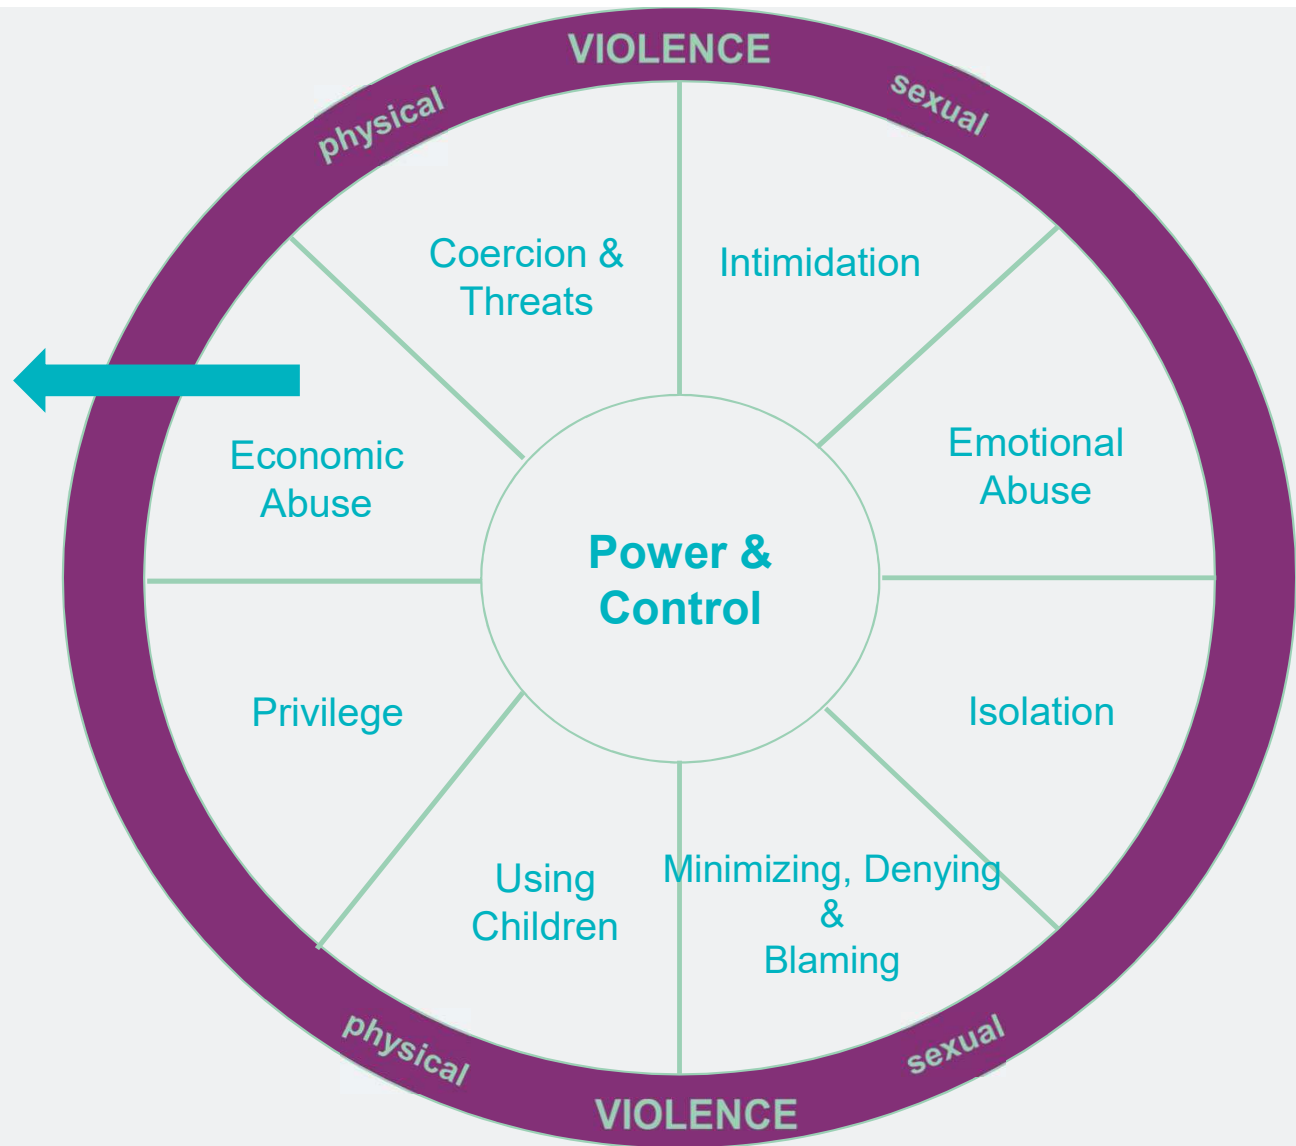 VIOLENCE
physical
sexual
Coercion &
Threats
Intimidation
Economic
Abuse
Emotional
Abuse
Power &
Control
Privilege
Isolation
Using
Children
Minimizing, Denying
&
Blaming
physical
sexual
VIOLENCE